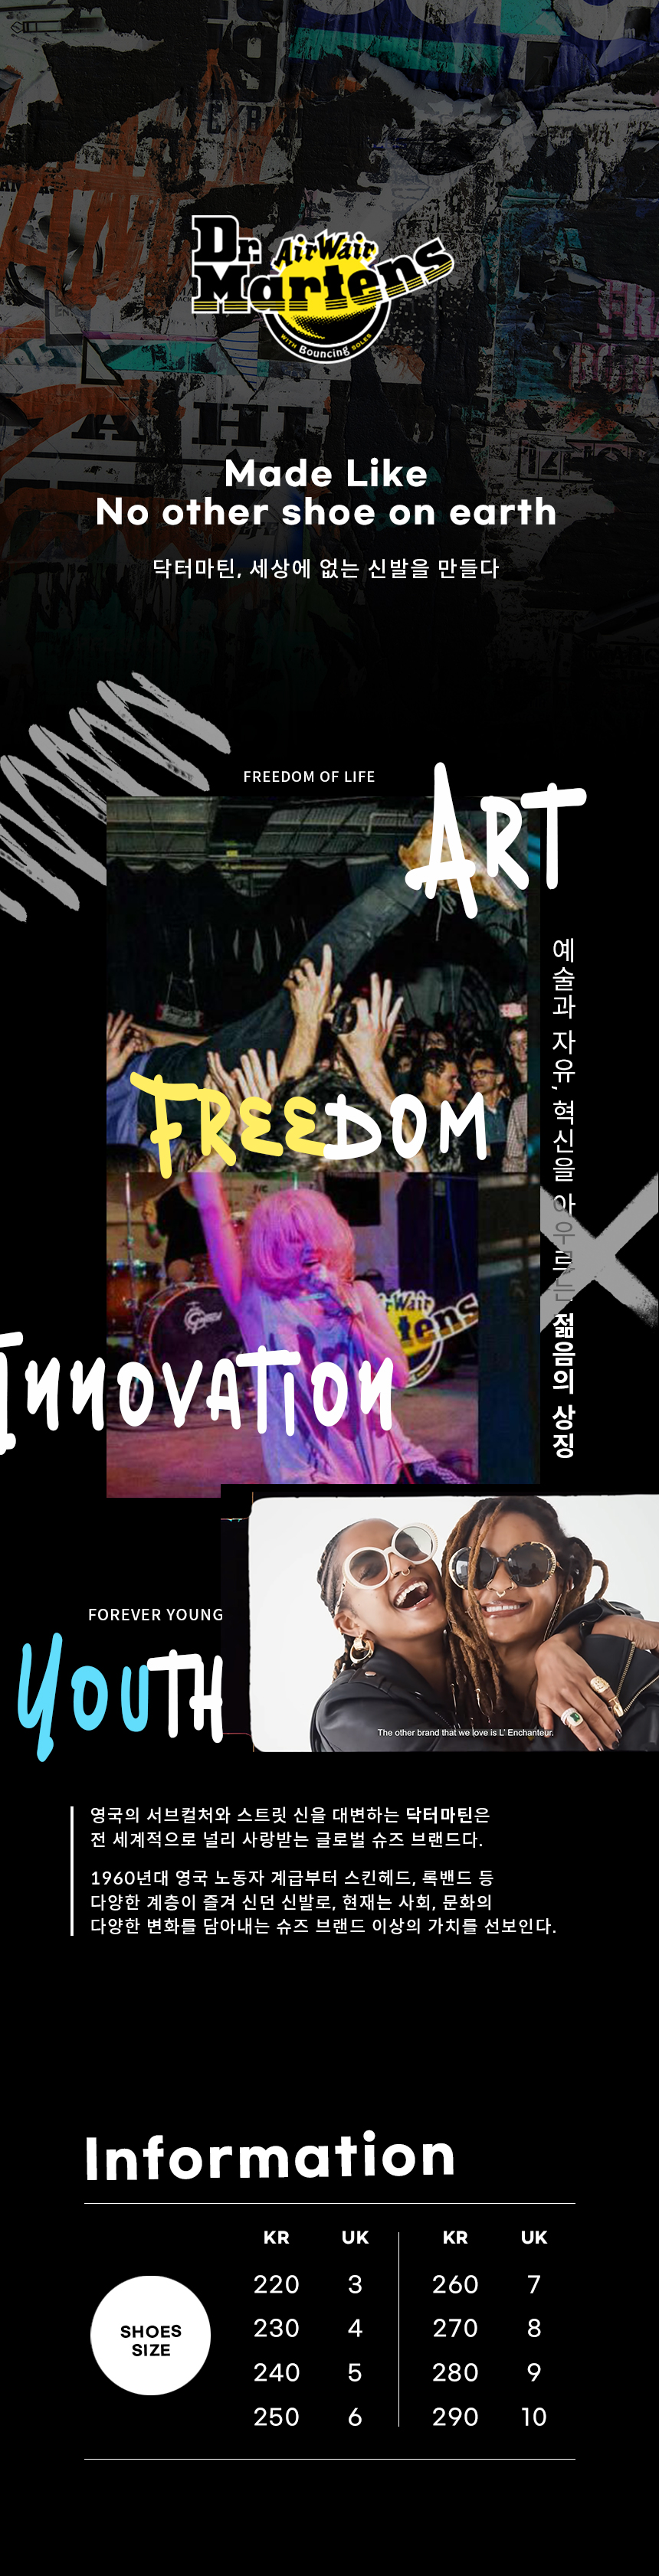 Dr.
AirWair
Martens
WITH Bouncing SOLES
Made Like
No other shoe on earth
닥터마틴, 세상에 없는 신발을 만들다
FREEDOM OF LIFE
ART
예술과 자유, 혁신을 아우르는 젊음의 상징
FREEDOM
INNOVATION
FOREVER YOUNG
YOUTH
The other brand that we love is L' Enchanteur.
영국의 서브컬처와 스트릿 신을 대변하는 닥터마틴은
전 세계적으로 널리 사랑받는 글로벌 슈즈 브랜드다.
1960년대 영국 노동자 계급부터 스킨헤드, 록밴드 등
다양한 계층이 즐겨 신던 신발로, 현재는 사회, 문화의
다양한 변화를 담아내는 슈즈 브랜드 이상의 가치를 선보인다.
Information
KR UK KR UK
220 3 260 7
SHOES
SIZE
230 4 270 8
240 5 280 9
250 6 290 10